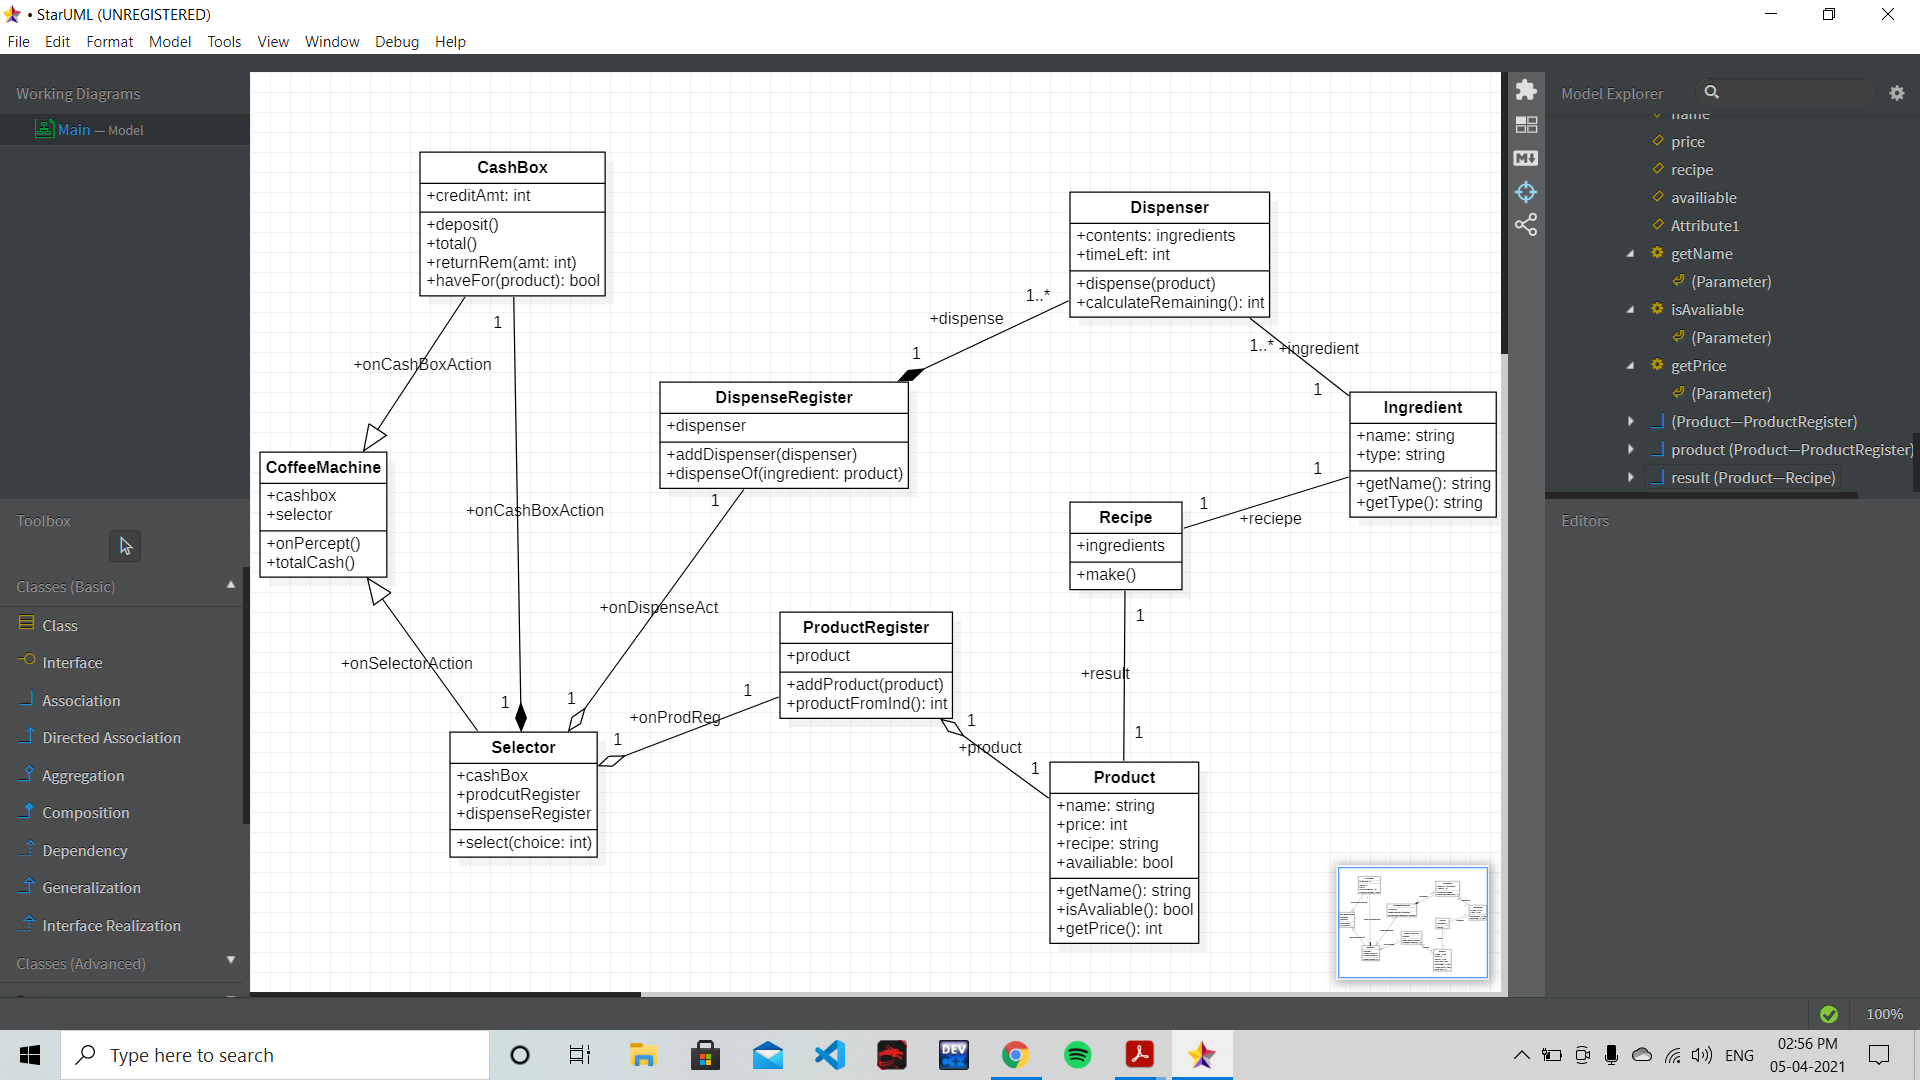 • StarUML (UNREGISTERED)
File Edit Format Model Tools View Window Debug Help
Working Diagrams
Main — Model
Toolbox
Classes (Basic)
Class
Interface
Association
Directed Association
Aggregation
Composition
Dependency
Generalization
Interface Realization
Classes (Advanced)
CashBox
+creditAmt: int
+deposit()
+total()
+returnRem(amt: int)
+haveFor(product): bool
1
+onCashBoxAction
CoffeeMachine
+cashbox
+selector
+onPercept()
+totalCash()
+onCashBoxAction
+onSelectorAction
1
Selector
+cashBox
+prodcutRegister
+dispenseRegister
+select(choice: int)
DispenseRegister
+dispenser
+addDispenser(dispenser)
+dispenseOf(ingredient: product)
1
+onDispenseAct
1
+dispense
1
1..*
Dispenser
+contents: ingredients
+timeLeft: int
+dispense(product)
+calculateRemaining(): int
1..* +ingredient
1
Ingredient
+name: string
+type: string
+getName(): string
+getType(): string
1
+reciepe
1
Recipe
+ingredients
+make()
1
+result
1
ProductRegister
+product
+addProduct(product)
+productFromInd(): int
1
+onProdReg
1
1
+product
1
Product
+name: string
+price: int
+recipe: string
+availiable: bool
+getName(): string
+isAvaliable(): bool
+getPrice(): int
M
Model Explorer
name
price
recipe
availiable
Attribute1
getName
(Parameter)
isAvaliable
(Parameter)
getPrice
(Parameter)
(Product—ProductRegister)
product (Product—ProductRegister)
result (Product—Recipe)
Editors
100%
Type here to search
DEV
C++
ENG
02:56 PM
05-04-2021